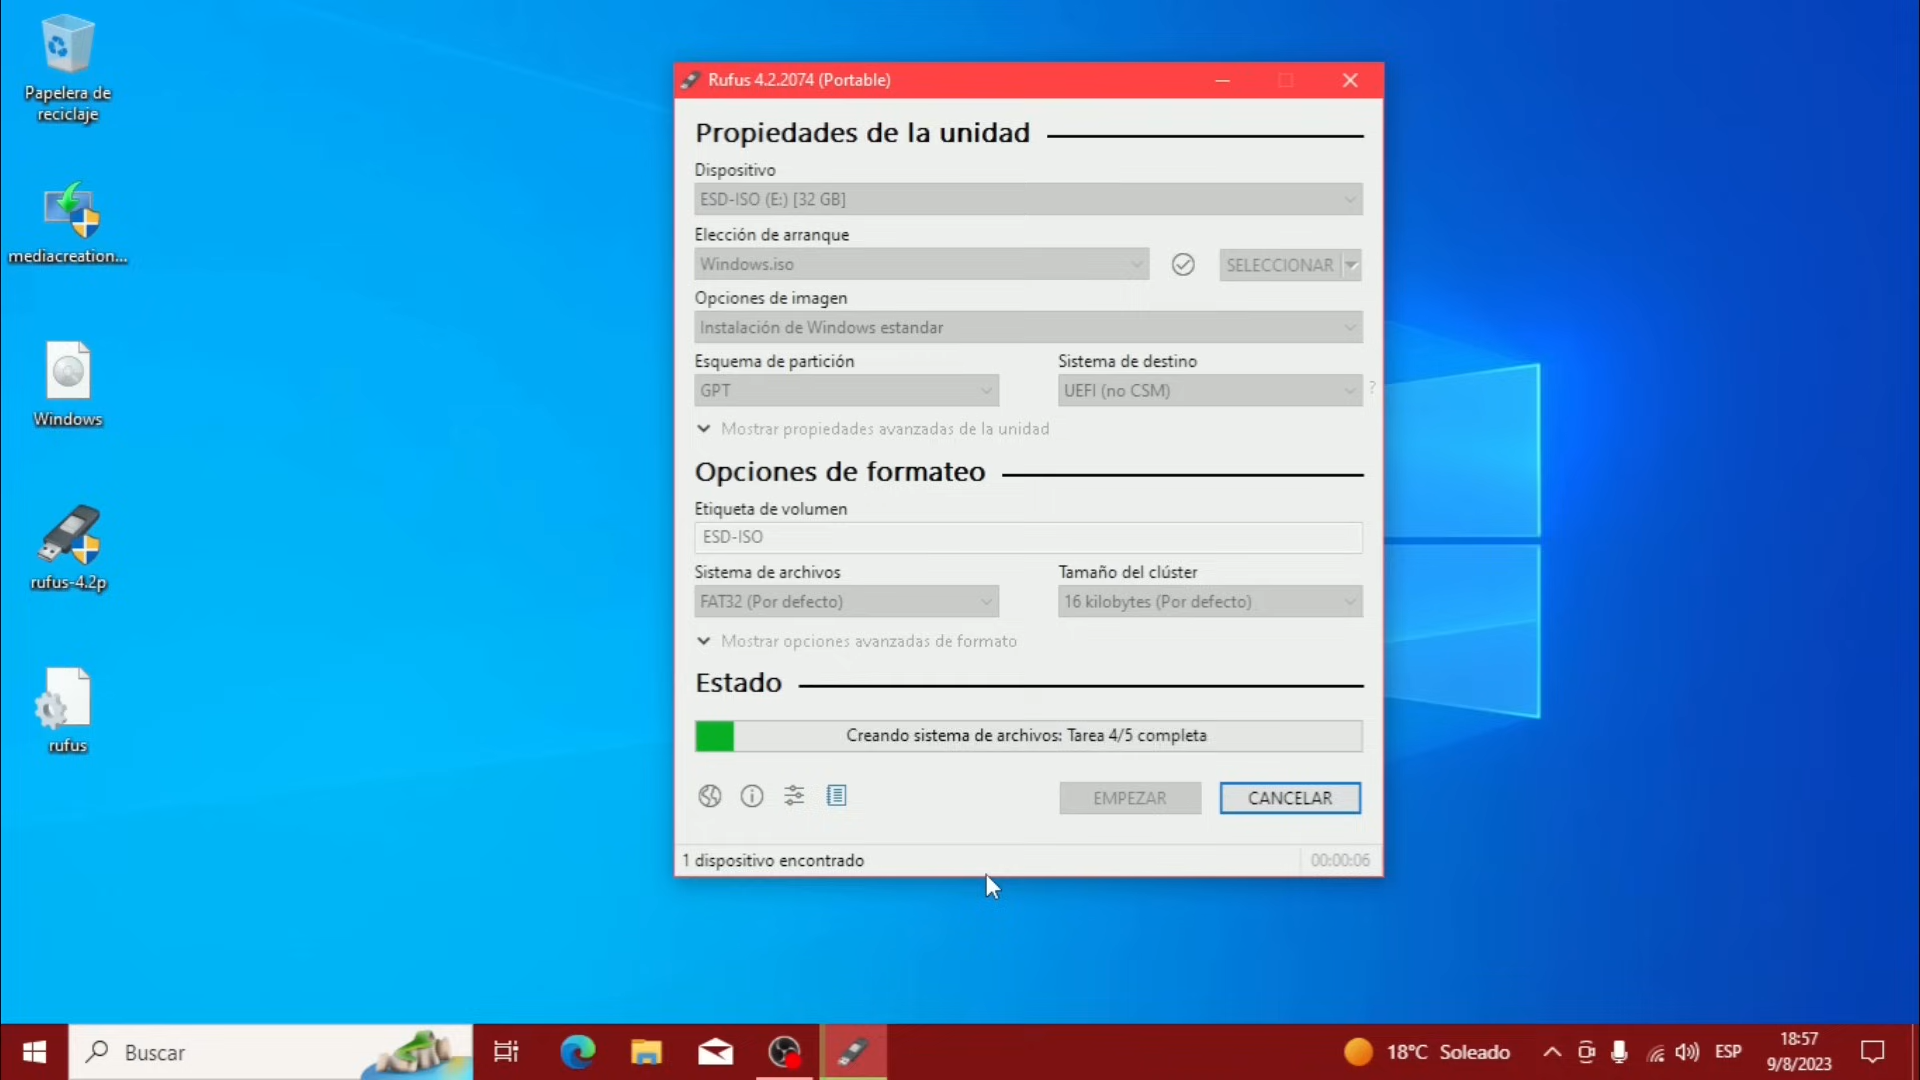 Papelera de
reciclaje
mediacreation...
Windows
rufus-4.2p
rufus
Rufus 4.2.2074 (Portable)
Propiedades de la unidad
Dispositivo
ESD-ISO (E:) [32 GB]
Elección de arranque
Windows.iso
SELECCIONAR
Opciones de imagen
Instalación de Windows estandar
Esquema de partición
Sistema de destino
GPT
UEFI (no CSM)
?
Mostrar propiedades avanzadas de la unidad
Opciones de formateo
Etiqueta de volumen
ESD-ISO
Sistema de archivos
Tamaño del clúster
FAT32 (Por defecto)
16 kilobytes (Por defecto)
Mostrar opciones avanzadas de formato
Estado
Creando sistema de archivos: Tarea 4/5 completa
EMPEZAR
CANCELAR
1 dispositivo encontrado
00:00:06
Buscar
18°C Soleado
ESP
18:57
9/8/2023